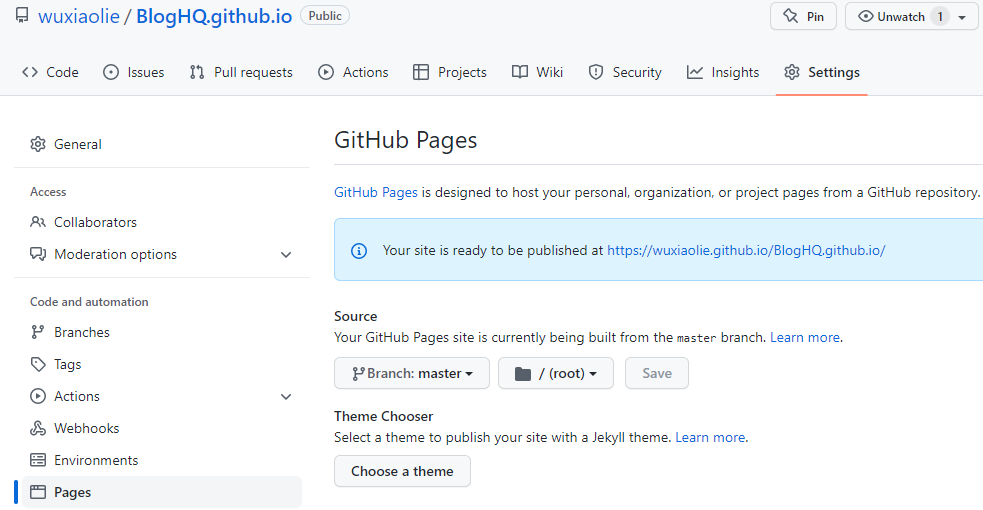 wuxiaolie / BlogHQ.github.io Public
Pin
Unwatch 1
Code
Issues
Pull requests
Actions
Projects
Wiki
Security
Insights
Settings
General
Access
Collaborators
Moderation options
Code and automation
Branches
Tags
Actions
Webhooks
Environments
Pages
GitHub Pages
GitHub Pages is designed to host your personal, organization, or project pages from a GitHub repository.
Your site is ready to be published at https://wuxiaolie.github.io/BlogHQ.github.io/
Source
Your GitHub Pages site is currently being built from the master branch. Learn more.
Branch: master
/ (root)
Save
Theme Chooser
Select a theme to publish your site with a Jekyll theme. Learn more.
Choose a theme